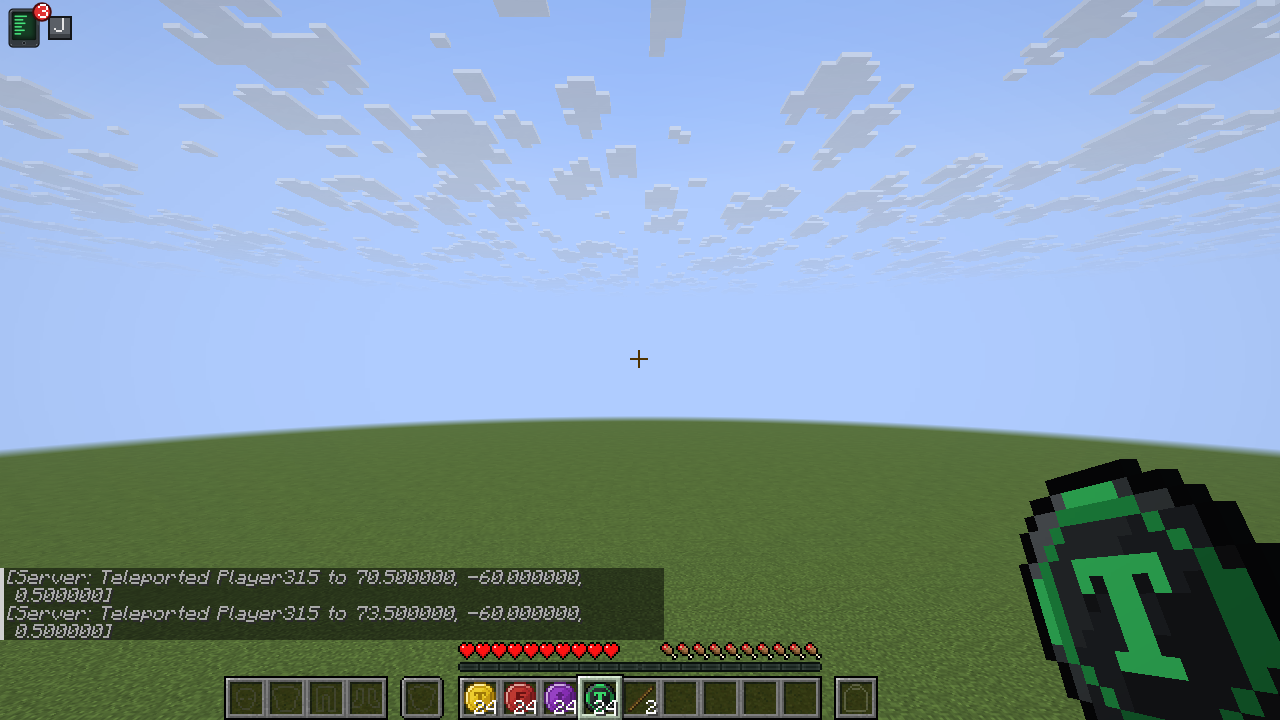 3
J
[Server: Teleported Player315 to 70.500000, -60.000000,
0.500000]
[Server: Teleported Player315 to 73.500000, -60.000000,
0.500000]
T
24
24
24
T
24
2